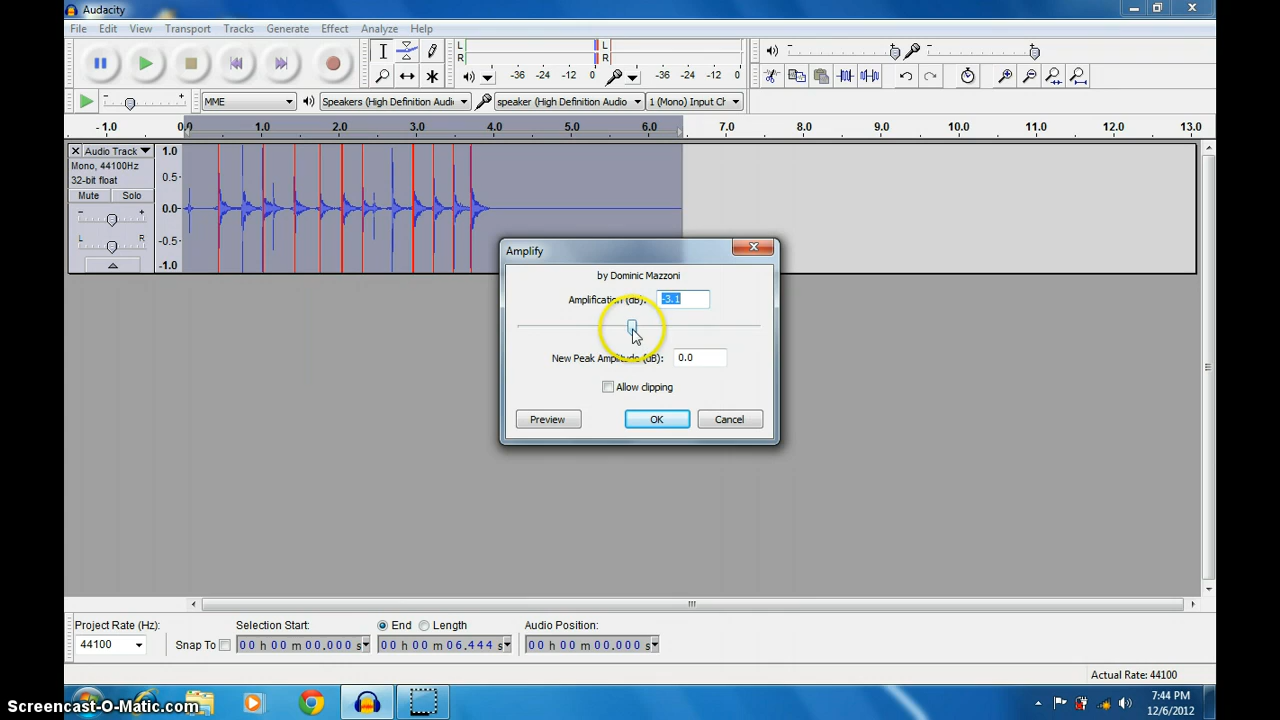 Audacity
File Edit View Transport Tracks Generate Effect Analyze Help
L
R
-36 -24 -12 0
L
R
-36 -24 -12 0
MME
Speakers (High Definition Audi
speaker (High Definition Audio
1 (Mono) Input Ch
- 1.0 0.0 1.0 2.0 3.0 4.0 5.0 6.0 7.0 8.0 9.0 10.0 11.0 12.0 13.0
Audio Track
Mono, 44100Hz
32-bit float
Mute Solo
- +
L R
1.0
0.5
0.0
-0.5
-1.0
Amplify
by Dominic Mazzoni
Amplification (dB): -3.1
New Peak Amplitude (dB): 0.0
Allow clipping
Preview OK Cancel
Project Rate (Hz): Selection Start: End Length Audio Position:
44100 Snap To 00 h 00 m 00.000 s 00 h 00 m 06.444 s 00 h 00 m 00.000 s
Actual Rate: 44100
Screencast-O-Matic.com
7:44 PM
12/6/2012